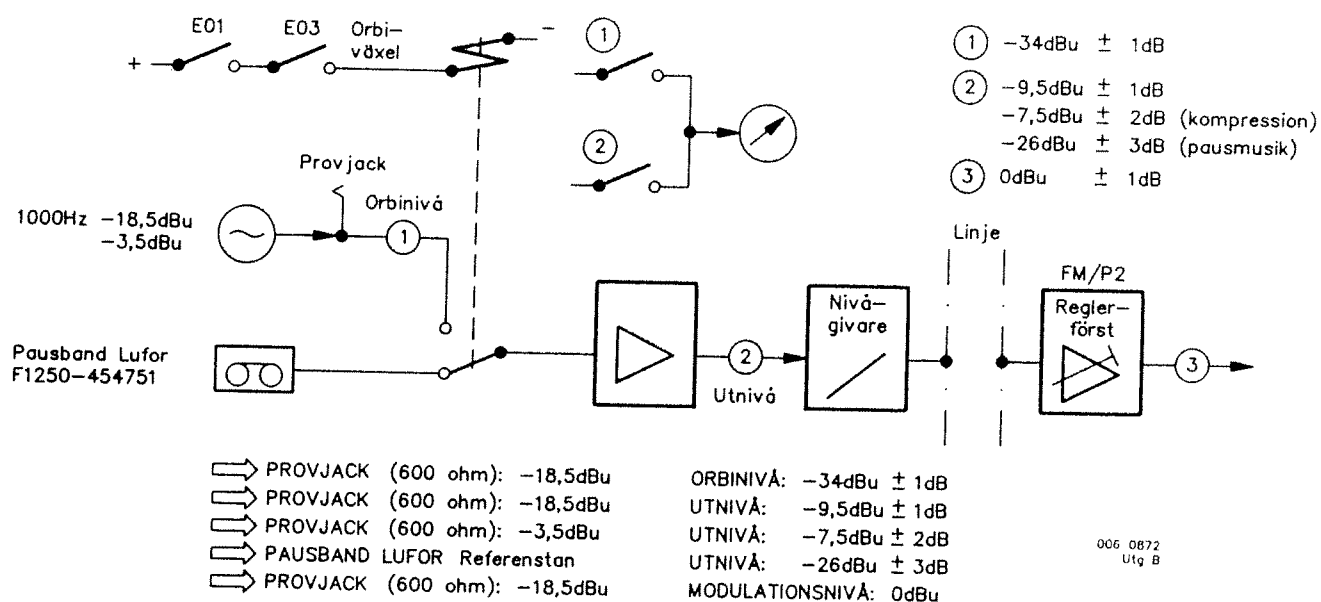 E01 E03 Orbi-
växel
+
-
1
2
1 -34dBu ± 1dB
2 -9,5dBu ± 1dB
-7,5dBu ± 2dB (kompression)
-26dBu ± 3dB (pausmusik)
3 0dBu ± 1dB
Provjack
1000Hz -18,5dBu
-3,5dBu
Orbinivå
1
Linje
FM/P2
Regler-
först
Nivå-
givare
Pausband Lufor
F1250-454751
2
Utnivå
3
PROVJACK (600 ohm): -18,5dBu ORBINIVÅ: -34dBu ± 1dB
PROVJACK (600 ohm): -18,5dBu UTNIVÅ: -9,5dBu ± 1dB
PROVJACK (600 ohm): -3,5dBu UTNIVÅ: -7,5dBu ± 2dB
PAUSBAND LUFOR Referenstan UTNIVÅ: -26dBu ± 3dB
PROVJACK (600 ohm): -18,5dBu MODULATIONSNIVÅ: 0dBu
006 0872
Utg B